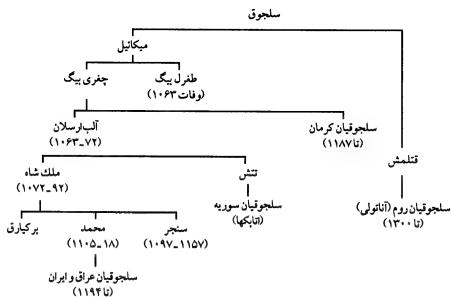 سلجوق
میکائیل
طغرل بیگ
(وفات ۱۰۶۳)
چغری بیگ
قتلمش
سلجوقیان روم (آناتولی)
(تا ۱۳۰۰)
سلجوقیان کرمان
(تا ۱۱۸۷)
آلب‌ارسلان
(۱۰۶۳_۷۲)
تتش
سلجوقیان سوریه
(اتابکها)
ملك شاه
(۱۰۷۲_۹۲)
سنجر
(۱۰۹۷_۱۱۵۷)
محمد
(۱۱۰۵_۱۸)
برکیارق
سلجوقیان عراق و ایران
(تا ۱۱۹۴)